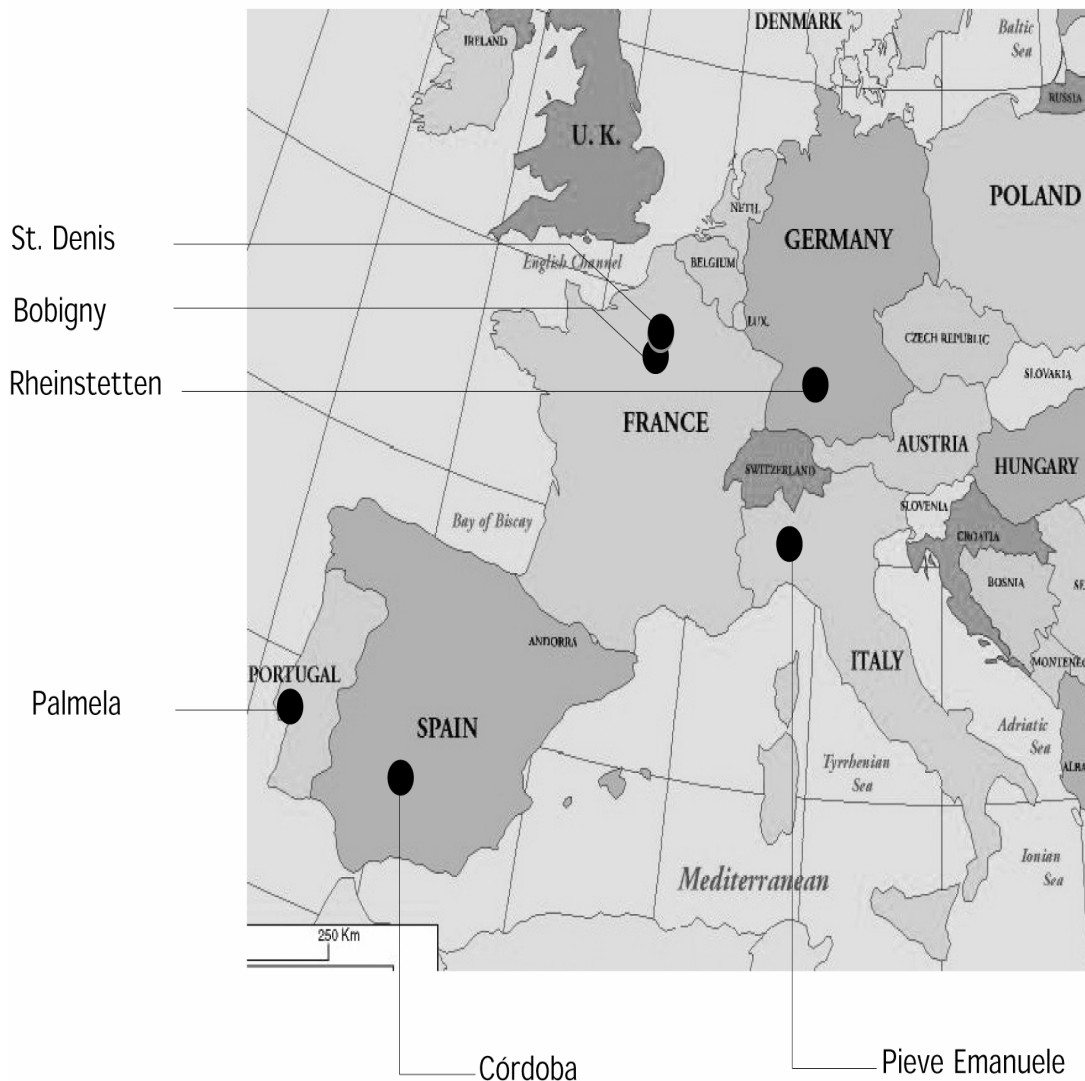 DENMARK
Baltic
Sea
IRELAND
RUSSIA
U. K.
POLAND
NETH.
St. Denis
GERMANY
English Channel
BELGIUM
Bobigny
LUX.
CZECH REPUBLIC
Rheinstetten
SLOVAKIA
FRANCE
AUSTRIA
HUNGARY
SWITZERLAND
SLOVENIA
Bay of Biscay
CROATIA
BOSNIA
SE
ANDORRA
ITALY
MONTENEG
PORTUGAL
Palmela
SPAIN
Adriatic
Sea
Tyrrhenian
Sea
ALBA
Mediterranean
Ionian
Sea
250 Km
Córdoba
Pieve Emanuele